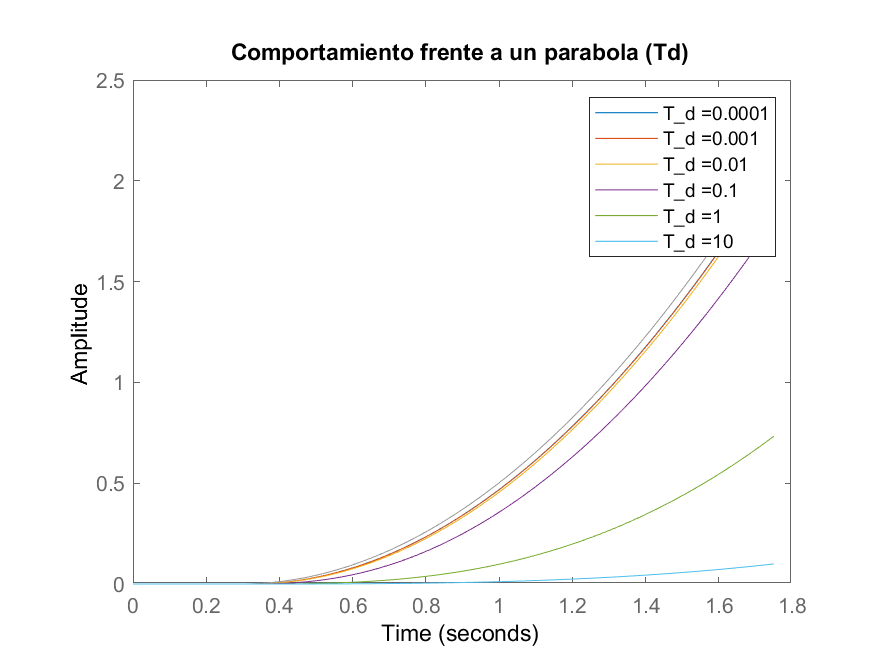 Comportamiento frente a un parabola (Td)
2.5
2
1.5
1
0.5
0
Amplitude
T_d =0.0001
T_d =0.001
T_d =0.01
T_d =0.1
T_d =1
T_d =10
0 0.2 0.4 0.6 0.8 1 1.2 1.4 1.6 1.8
Time (seconds)